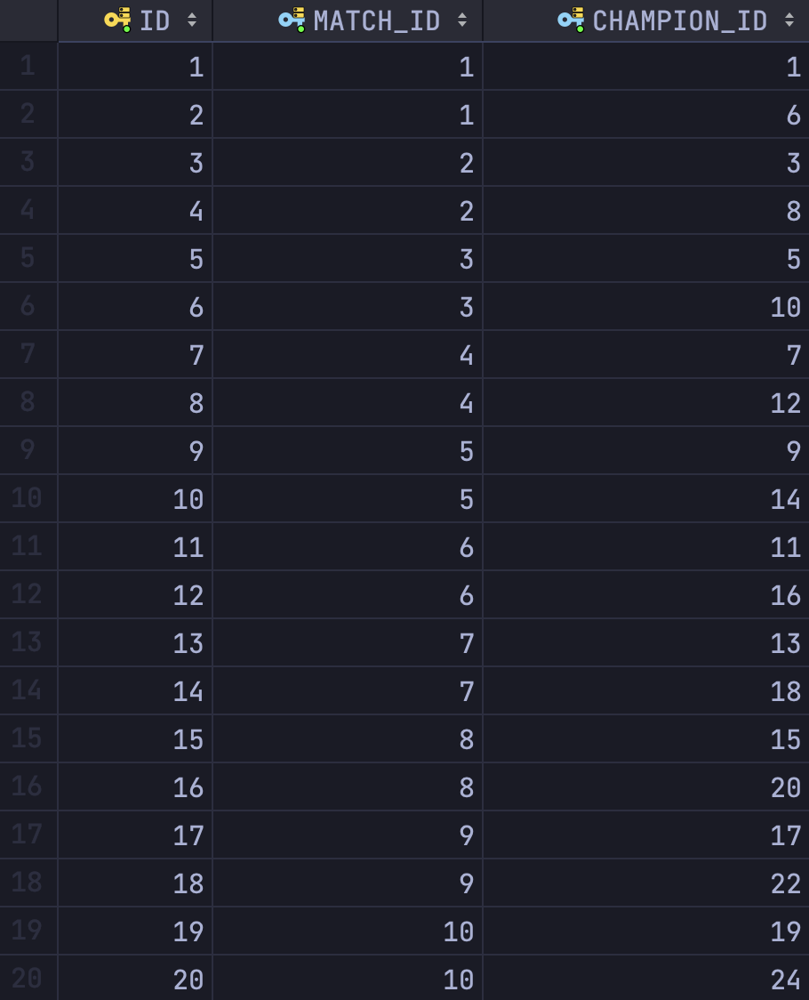 ID MATCH_ID CHAMPION_ID
1 1 1 1
2 2 1 6
3 3 2 3
4 4 2 8
5 5 3 5
6 6 3 10
7 7 4 7
8 8 4 12
9 9 5 9
10 10 5 14
11 11 6 11
12 12 6 16
13 13 7 13
14 14 7 18
15 15 8 15
16 16 8 20
17 17 9 17
18 18 9 22
19 19 10 19
20 20 10 24